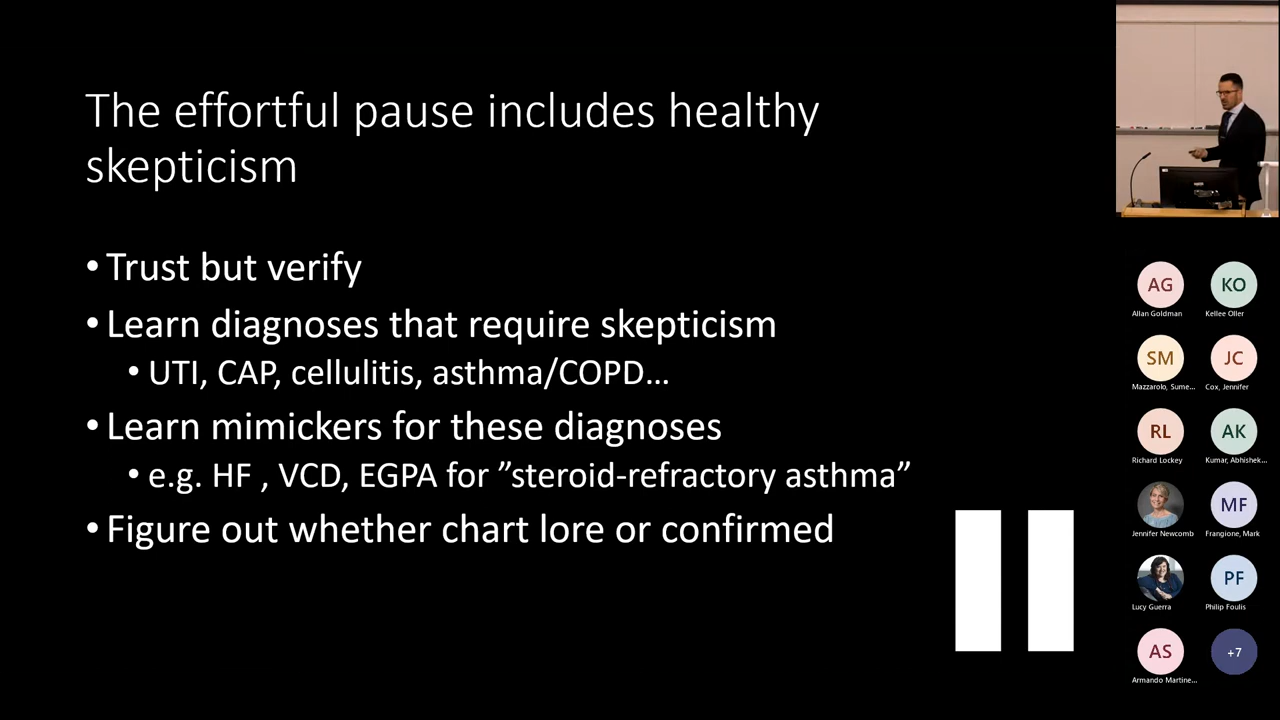 The effortful pause includes healthy
skepticism
• Trust but verify
• Learn diagnoses that require skepticism
• UTI, CAP, cellulitis, asthma/COPD...
• Learn mimickers for these diagnoses
• e.g. HF , VCD, EGPA for ”steroid-refractory asthma”
• Figure out whether chart lore or confirmed
AG KO
Allan Goldman Kellee Oller
SM JC
Mazzarolo, Sume... Cox, Jennifer
RL AK
Richard Lockey Kumar, Abhishek...
MF
Jennifer Newcomb Frangione, Mark
PF
Lucy Guerra Philip Foulis
AS +7
Armando Martine...